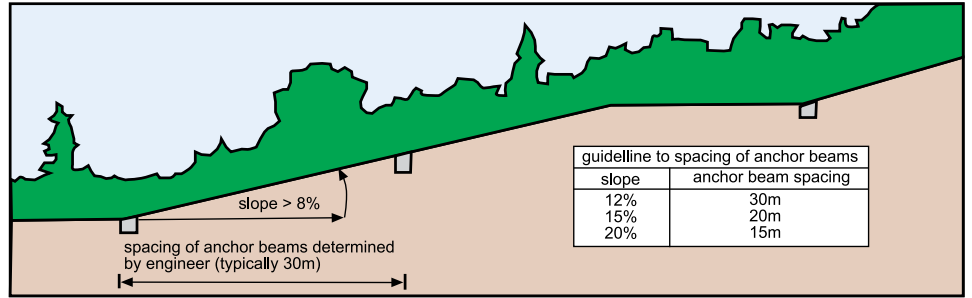 slope > 8%
spacing of anchor beams determined
by engineer (typically 30m)
guidelline to spacing of anchor beams
slope anchor beam spacing
12% 30m
15% 20m
20% 15m